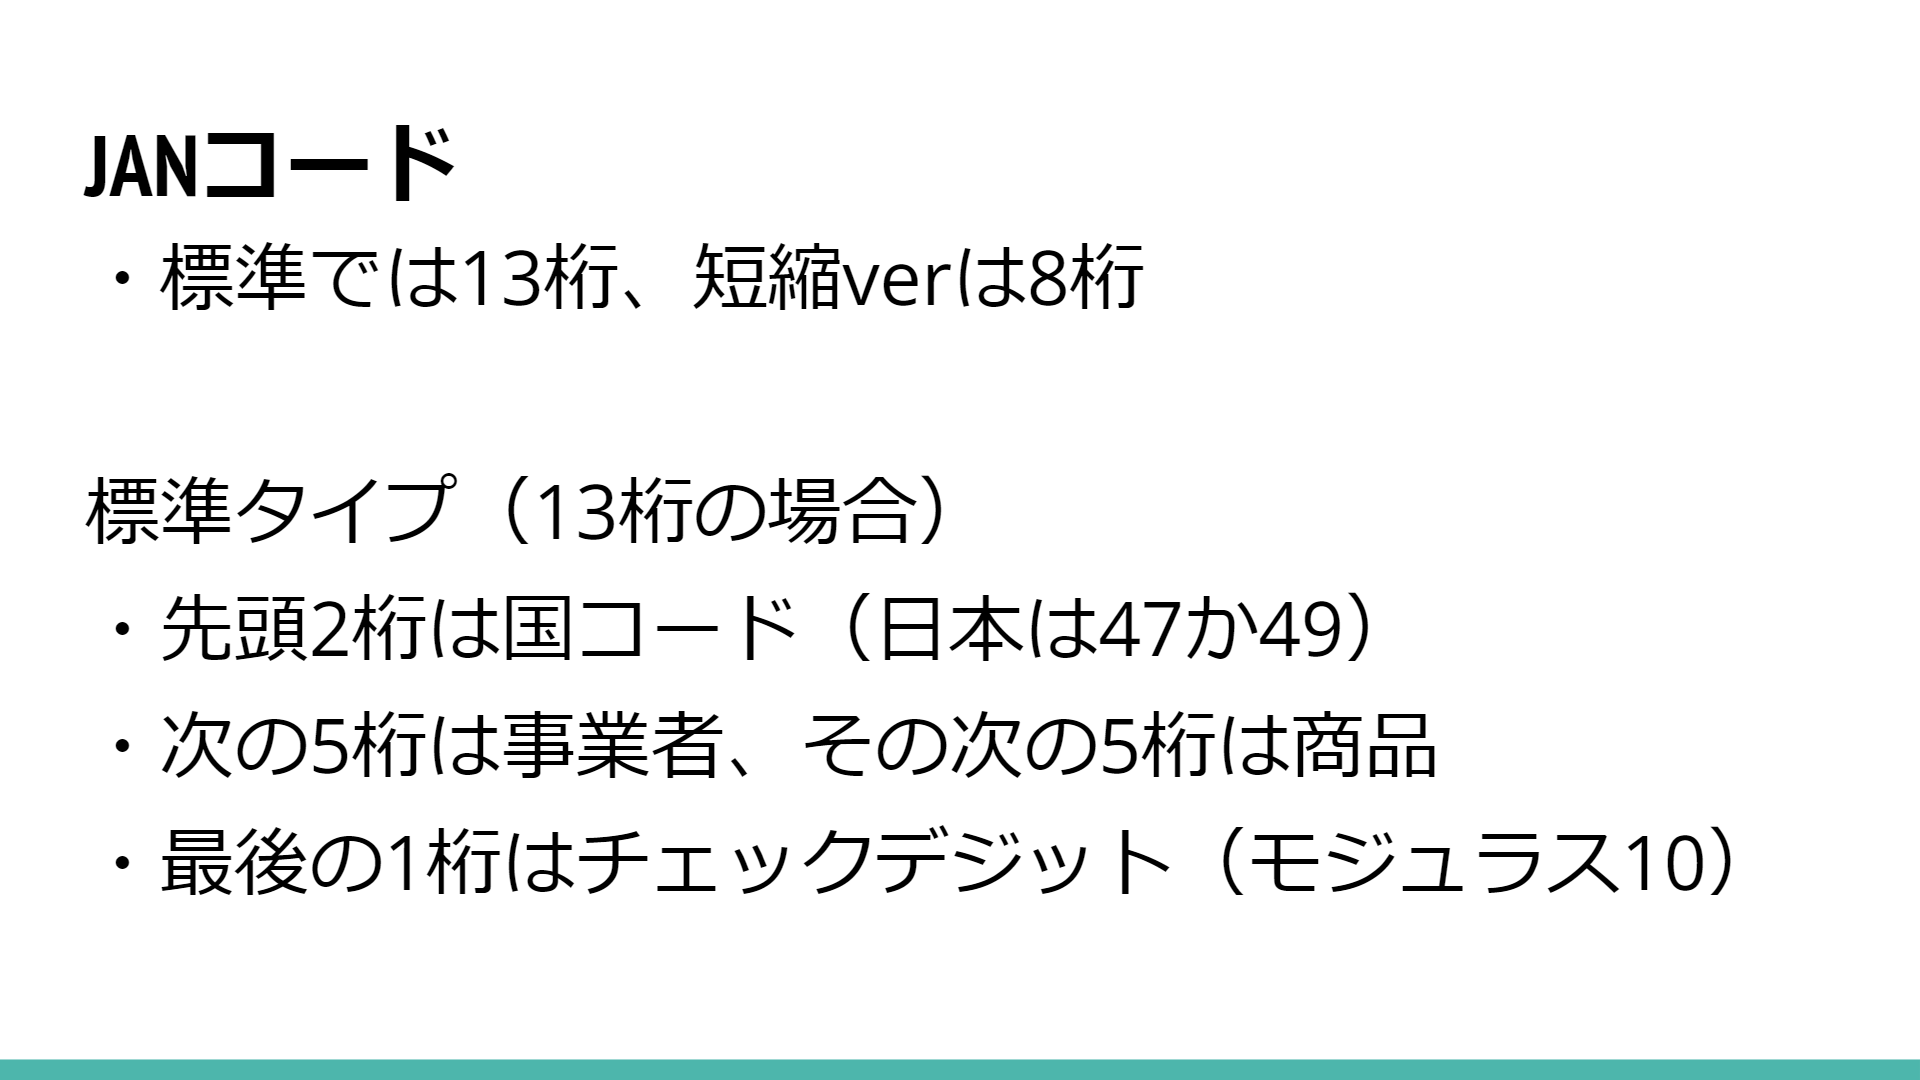 JANコード
・標準では13桁、短縮verは8桁
標準タイプ（13桁の場合）
・先頭2桁は国コード（日本は47か49）
・次の5桁は事業者、その次の5桁は商品
・最後の1桁はチェックデジット（モジュラス10）